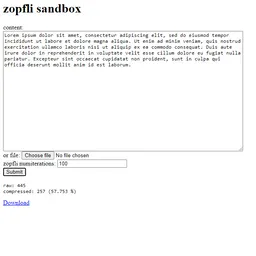 zopfli sandbox
content:
Lorem ipsum dolor sit amet, consectetur adipiscing elit, sed do eiusmod tempor
incididunt ut labore et dolore magna aliqua. Ut enim ad minim veniam, quis nostrud
exercitation ullamco laboris nisi ut aliquip ex ea commodo consequat. Duis aute
irure dolor in reprehenderit in voluptate velit esse cillum dolore eu fugiat nulla
pariatur. Excepteur sint occaecat cupidatat non proident, sunt in culpa qui
officia deserunt mollit anim id est laborum.
or file: Choose file No file chosen
zopfli numiterations: 100
Submit
raw: 445
compressed: 257 (57.753 %)
Download